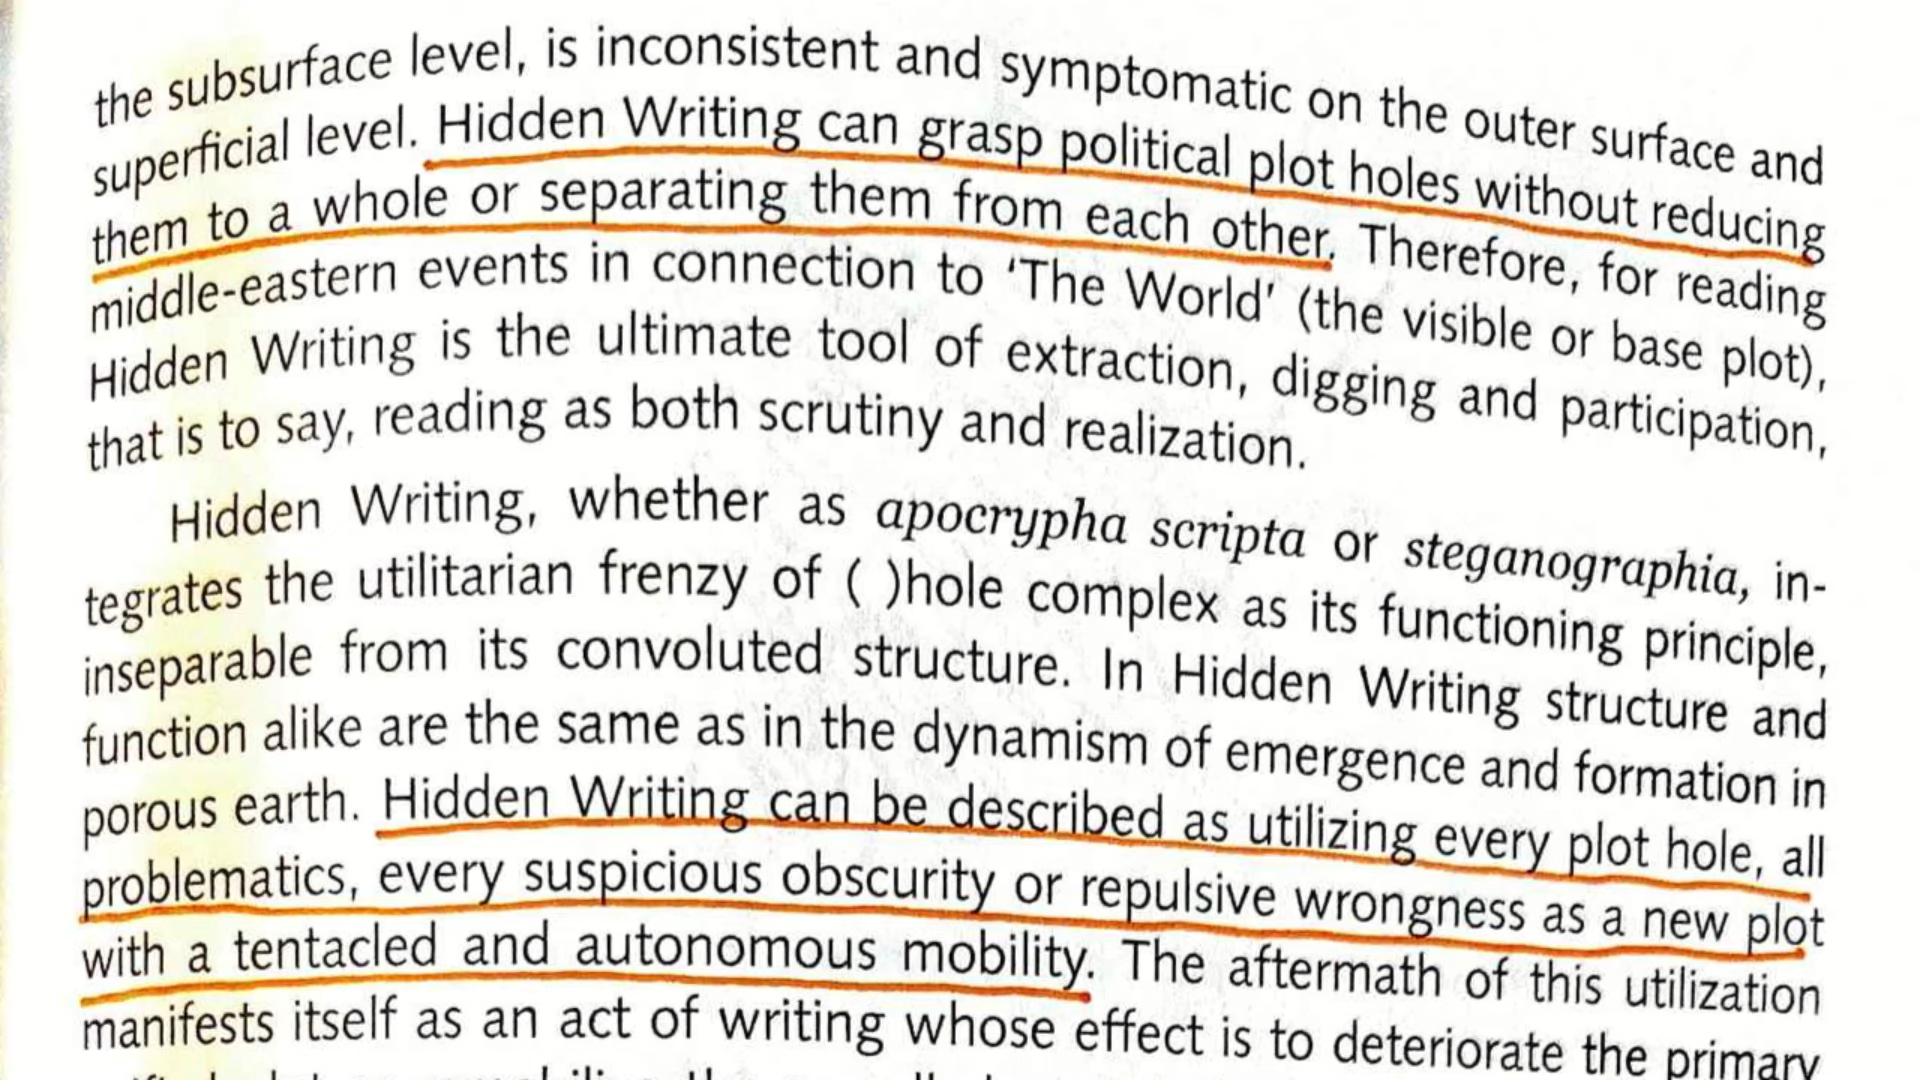 the subsurface level, is inconsistent and symptomatic on the outer surface and
superficial level. Hidden Writing can grasp political plot holes without reducing
them to a whole or separating them from each other. Therefore, for reading
middle-eastern events in connection to ‘The World’ (the visible or base plot),
Hidden Writing is the ultimate tool of extraction, digging and participation,
that is to say, reading as both scrutiny and realization.
Hidden Writing, whether as apocrypha scripta or steganographia, in-
tegrates the utilitarian frenzy of ( )hole complex as its functioning principle,
inseparable from its convoluted structure. In Hidden Writing structure and
function alike are the same as in the dynamism of emergence and formation in
porous earth. Hidden Writing can be described as utilizing every plot hole, all
problematics, every suspicious obscurity or repulsive wrongness as a new plot
with a tentacled and autonomous mobility. The aftermath of this utilization
manifests itself as an act of writing whose effect is to deteriorate the primary